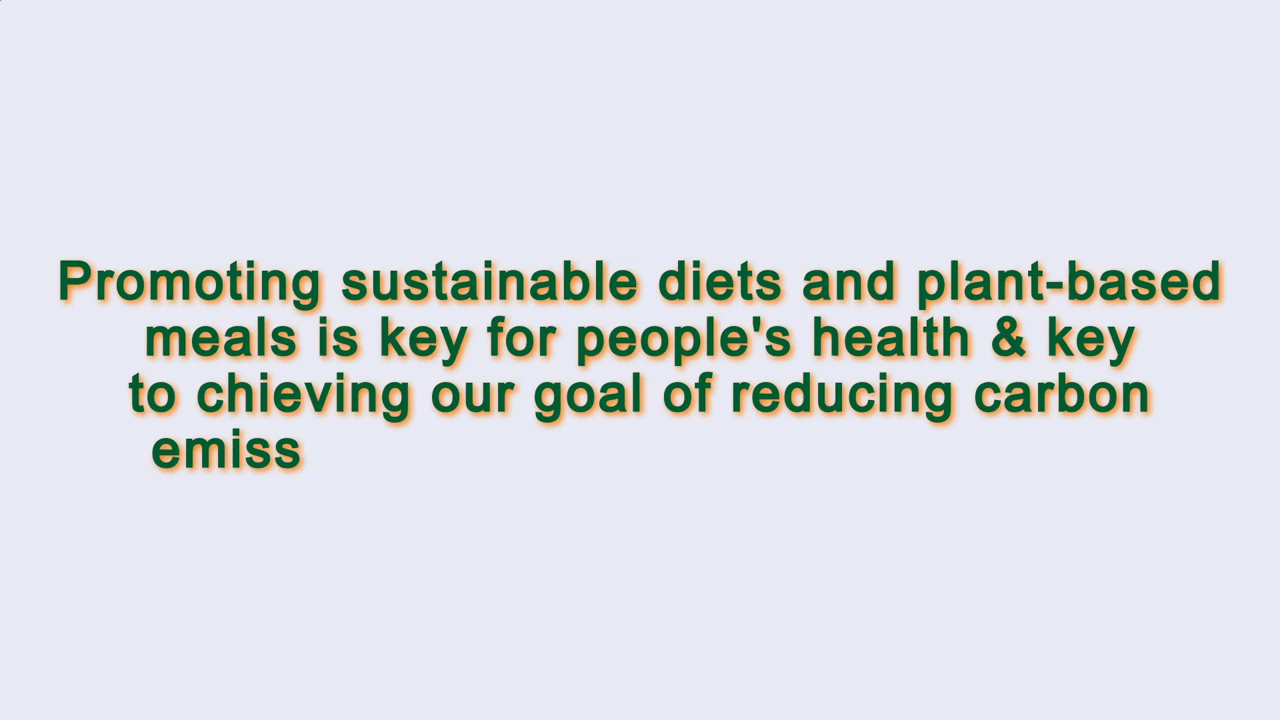 Promoting sustainable diets and plant-based
meals is key for people's health & key
to chieving our goal of reducing carbon
emiss